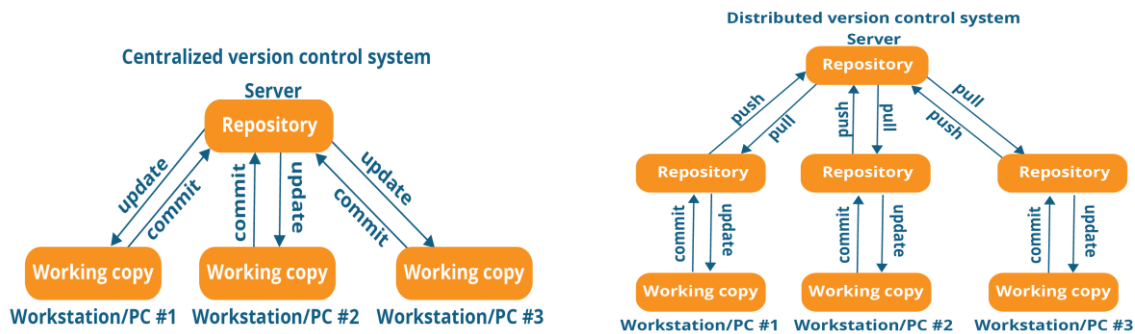 Centralized version control system
Server
Repository
update
commit
commit
update
update
commit
Working copy
Working copy
Working copy
Workstation/PC #1
Workstation/PC #2
Workstation/PC #3
Distributed version control system
Server
Repository
push
pull
push
pull
pull
push
Repository
Repository
Repository
commit
update
commit
update
commit
update
Working copy
Working copy
Working copy
Workstation/PC #1
Workstation/PC #2
Workstation/PC #3